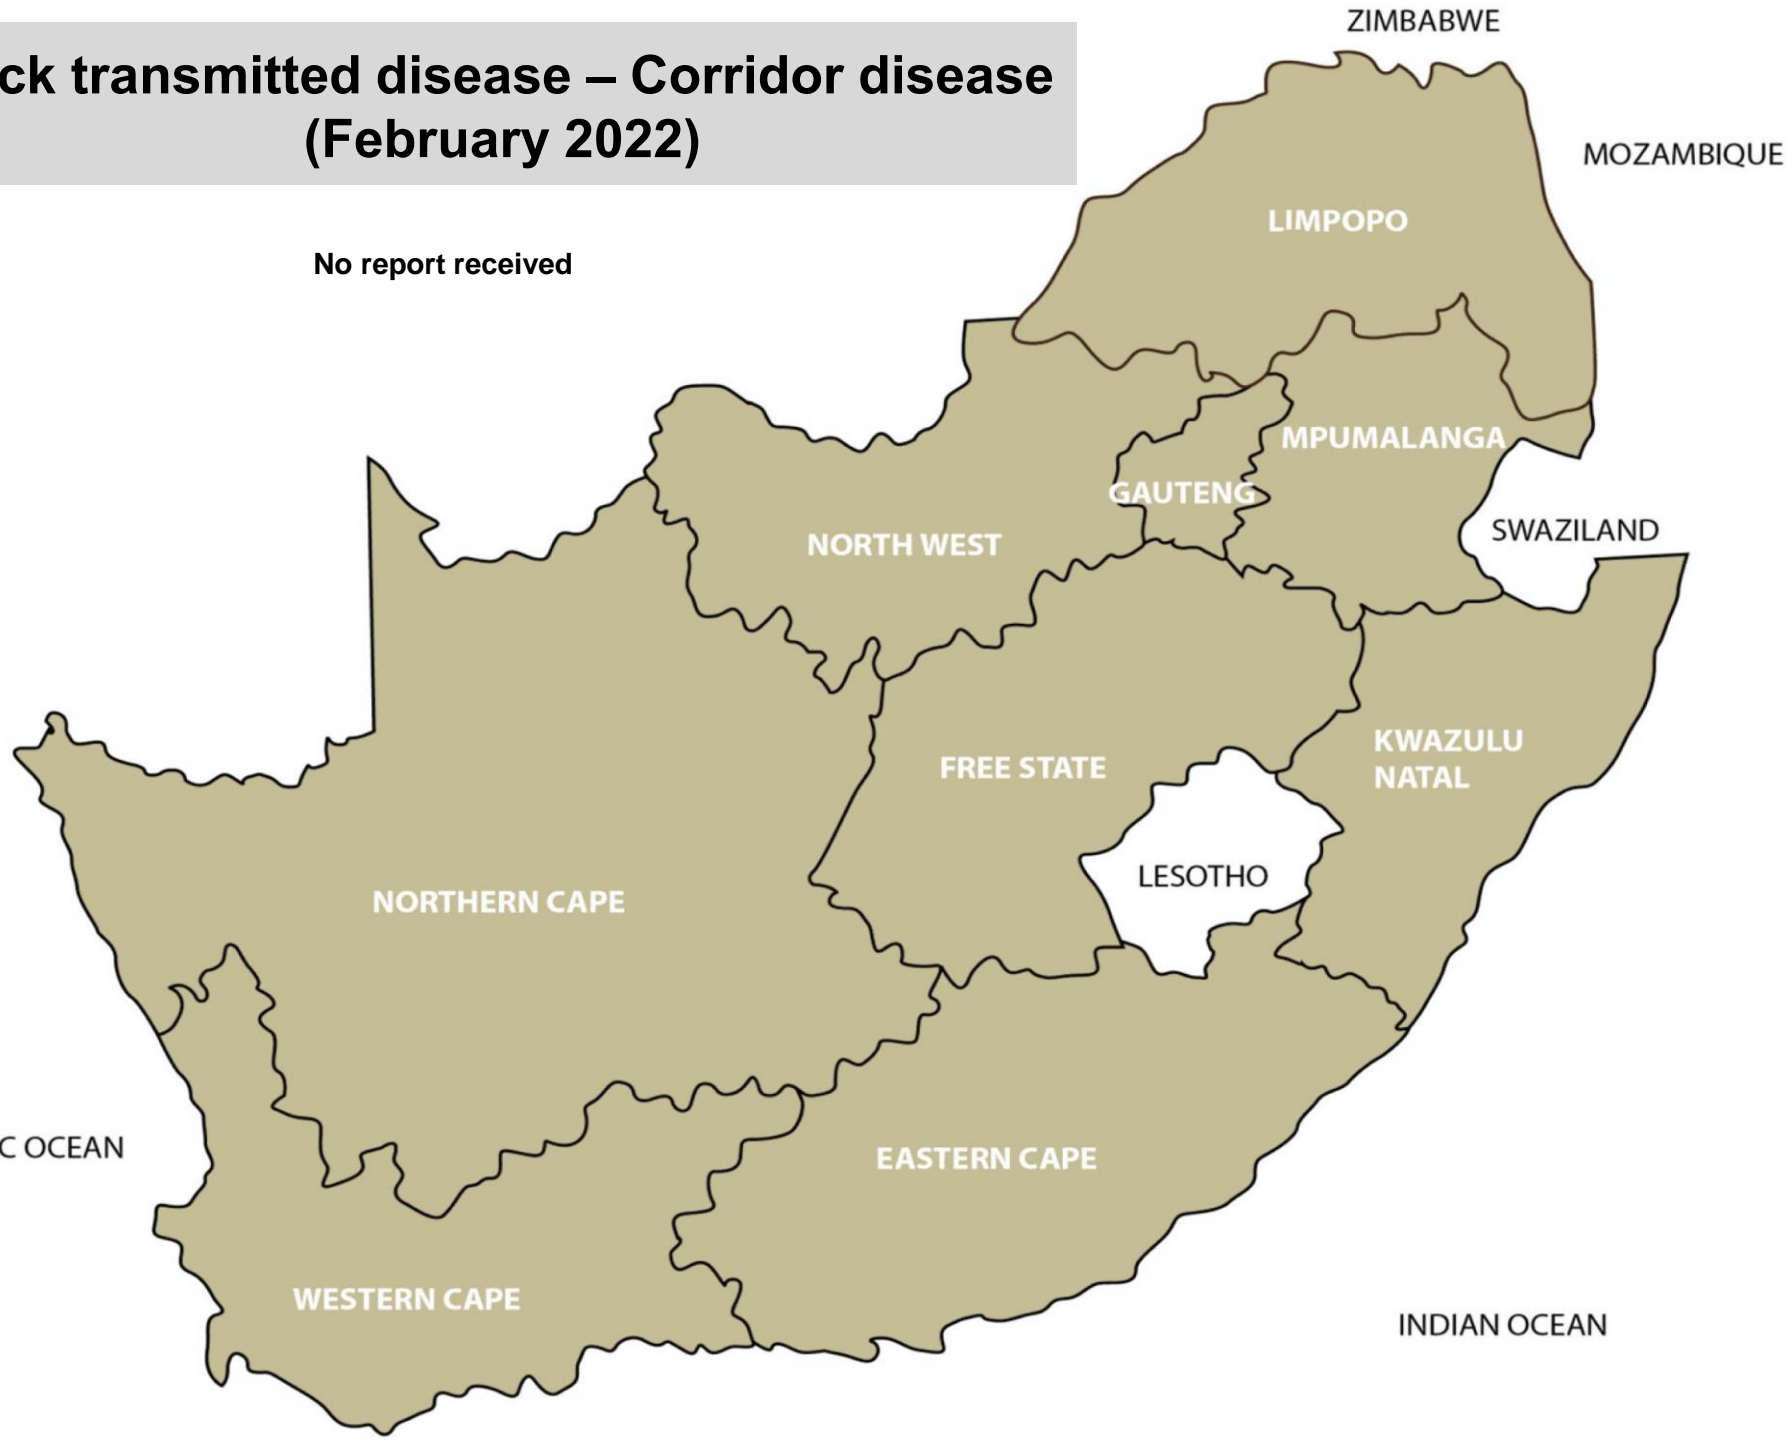 ZIMBABWE
ck transmitted disease – Corridor disease
(February 2022)
MOZAMBIQUE
LIMPOPO
No report received
MPUMALANGA
GAUTENG
SWAZILAND
NORTH WEST
KWAZULU
NATAL
FREE STATE
LESOTHO
NORTHERN CAPE
C OCEAN
EASTERN CAPE
WESTERN CAPE
INDIAN OCEAN